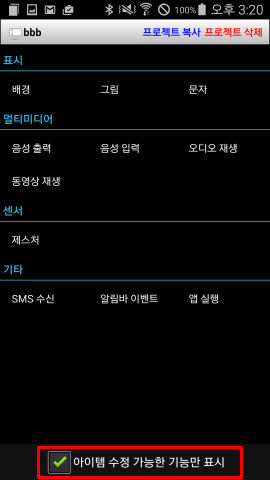 100% 오후 3:20
bbb 프로젝트 복사 프로젝트 삭제
표시
배경 그림 문자
멀티미디어
음성 출력 음성 입력 오디오 재생
동영상 재생
센서
제스처
기타
SMS 수신 알림바 이벤트 앱 실행
아이템 수정 가능한 기능만 표시